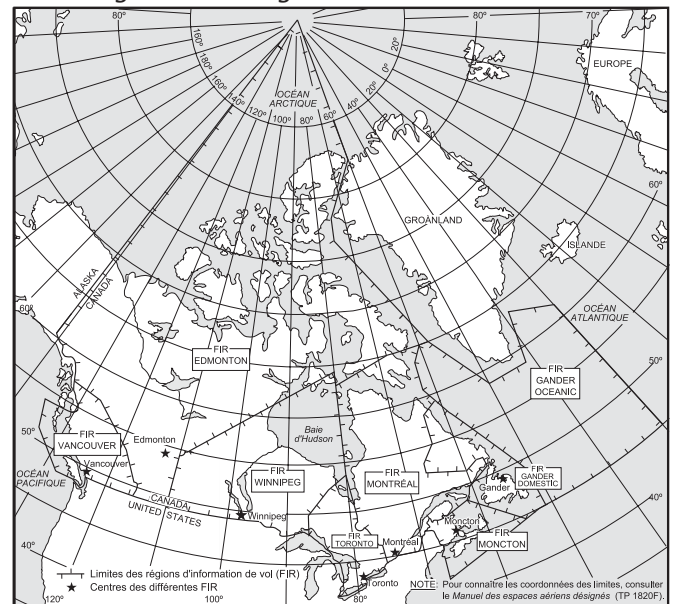 80°
80°
70°
160°
180°
160°
140°
120°
100°
80°
60°
40°
20°
0°
20°
OCÉAN
ARCTIQUE
EUROPE
60°
GROANLAND
ISLANDE
ALASKA
CANADA
60°
OCÉAN
ATLANTIQUE
FIR
EDMONTON
50°
FIR
GANDER
OCEANIC
50°
FIR
VANCOUVER
Edmonton
Baie
d'Hudson
Vancouver
OCÉAN
PACIFIQUE
FIR
WINNIPEG
FIR
MONTRÉAL
Gander
FIR
GANDER
DOMESTIC
40°
CANADA
UNITED STATES
Winnipeg
Moncton
FIR
MONCTON
FIR
TORONTO
Montréal
40°
Toronto
Limites des régions d'information de vol (FIR)
Centres des différentes FIR
NOTE: Pour connaître les coordonnées des limites, consulter
le Manuel des espaces aériens désignés (TP 1820F).
120°
100°
80°